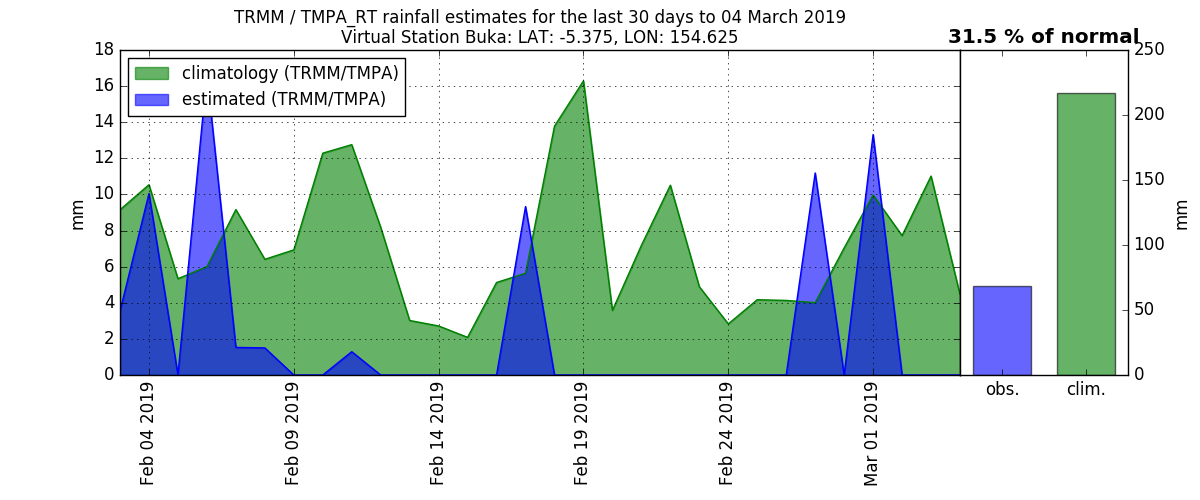 TRMM / TMPA_RT rainfall estimates for the last 30 days to 04 March 2019
Virtual Station Buka: LAT: -5.375, LON: 154.625
31.5 % of normal
climatology (TRMM/TMPA)
estimated (TRMM/TMPA)
18
16
14
12
10
8
6
4
2
0
mm
Feb 04 2019
Feb 09 2019
Feb 14 2019
Feb 19 2019
Feb 24 2019
Mar 01 2019
obs.
clim.
250
200
150
100
50
0
mm